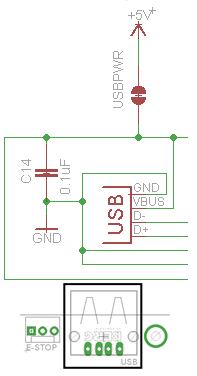 +5V
USBPWR
C14
0.1uF
GND
USB
GND
VBUS
D-
D+
E-STOP
USB